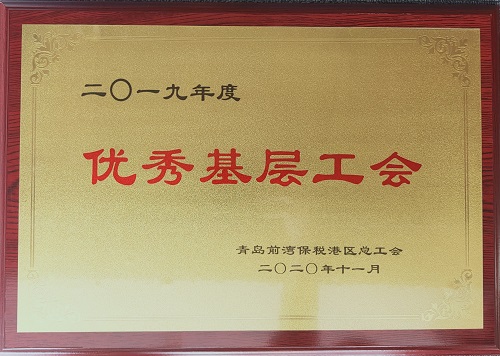 二〇一九年度
优秀基层工会
青岛前湾保税港区总工会
二〇二〇年十一月